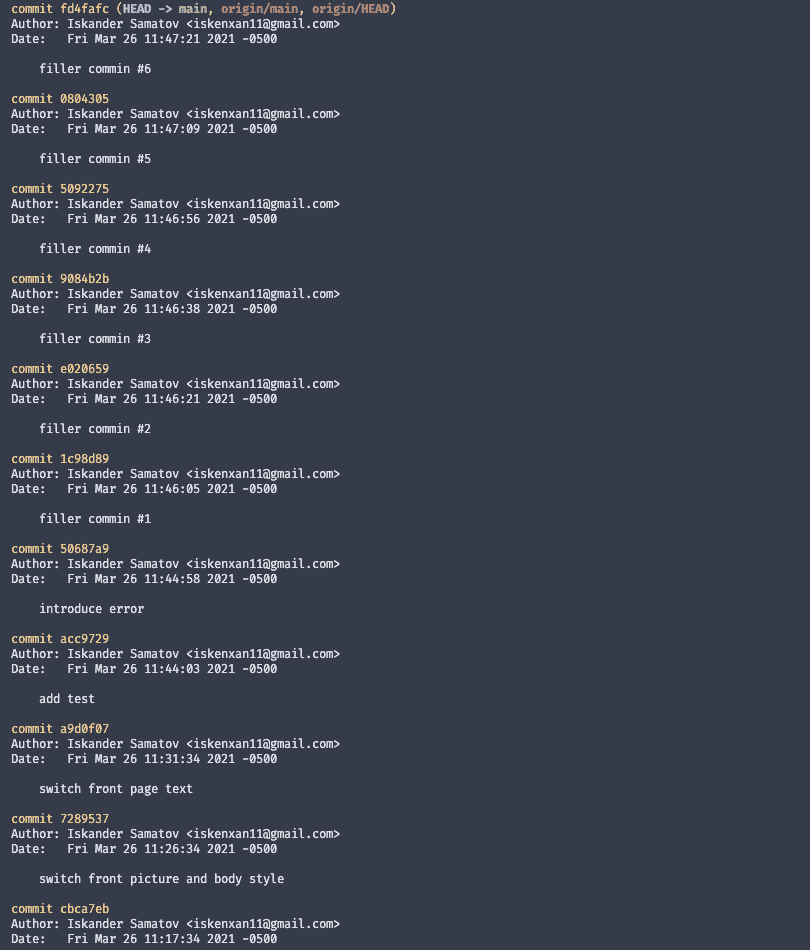 commit fd4fafc (HEAD -> main, origin/main, origin/HEAD)
Author: Iskander Samatov <iskenxan11@gmail.com>
Date:   Fri Mar 26 11:47:21 2021 -0500
    filler commin #6
commit 0804305
Author: Iskander Samatov <iskenxan11@gmail.com>
Date:   Fri Mar 26 11:47:09 2021 -0500
    filler commin #5
commit 5092275
Author: Iskander Samatov <iskenxan11@gmail.com>
Date:   Fri Mar 26 11:46:56 2021 -0500
    filler commin #4
commit 9084b2b
Author: Iskander Samatov <iskenxan11@gmail.com>
Date:   Fri Mar 26 11:46:38 2021 -0500
    filler commin #3
commit e020659
Author: Iskander Samatov <iskenxan11@gmail.com>
Date:   Fri Mar 26 11:46:21 2021 -0500
    filler commin #2
commit 1c98d89
Author: Iskander Samatov <iskenxan11@gmail.com>
Date:   Fri Mar 26 11:46:05 2021 -0500
    filler commin #1
commit 50687a9
Author: Iskander Samatov <iskenxan11@gmail.com>
Date:   Fri Mar 26 11:44:58 2021 -0500
    introduce error
commit acc9729
Author: Iskander Samatov <iskenxan11@gmail.com>
Date:   Fri Mar 26 11:44:03 2021 -0500
    add test
commit a9d0f07
Author: Iskander Samatov <iskenxan11@gmail.com>
Date:   Fri Mar 26 11:31:34 2021 -0500
    switch front page text
commit 7289537
Author: Iskander Samatov <iskenxan11@gmail.com>
Date:   Fri Mar 26 11:26:34 2021 -0500
    switch front picture and body style
commit cbca7eb
Author: Iskander Samatov <iskenxan11@gmail.com>
Date:   Fri Mar 26 11:17:34 2021 -0500